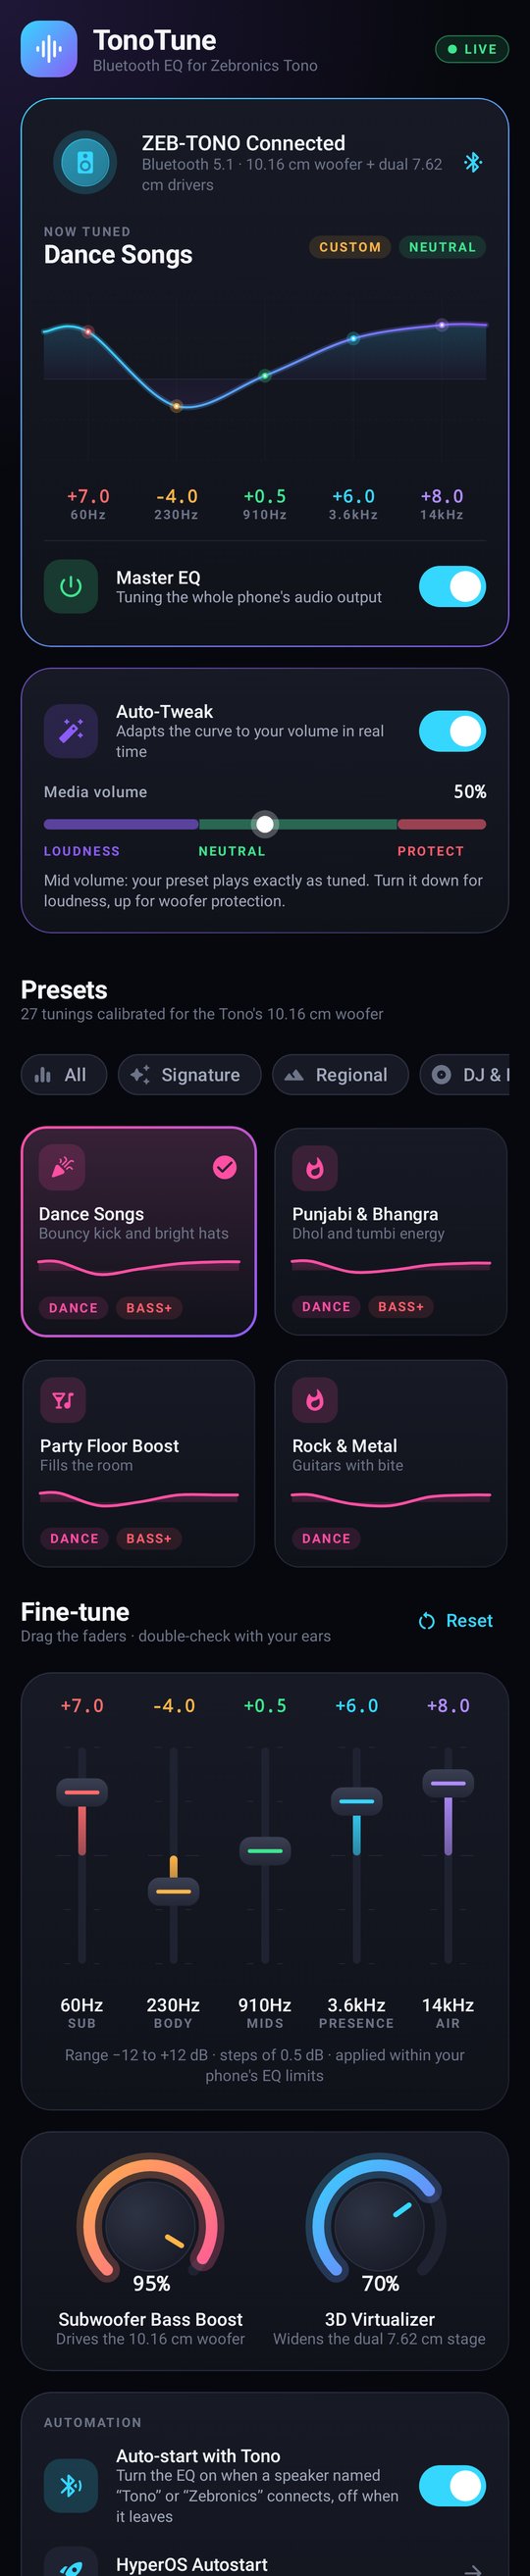 TonoTune
Bluetooth EQ for Zebronics Tono
LIVE
ZEB-TONO Connected
Bluetooth 5.1 · 10.16 cm woofer + dual 7.62
cm drivers
NOW TUNED
Dance Songs
CUSTOM NEUTRAL
+7.0 -4.0 +0.5 +6.0 +8.0
60Hz 230Hz 910Hz 3.6kHz 14kHz
Master EQ
Tuning the whole phone's audio output
Auto-Tweak
Adapts the curve to your volume in real
time
Media volume 50%
LOUDNESS NEUTRAL PROTECT
Mid volume: your preset plays exactly as tuned. Turn it down for
loudness, up for woofer protection.
Presets
27 tunings calibrated for the Tono's 10.16 cm woofer
All Signature Regional DJ &
Dance Songs
Bouncy kick and bright hats
DANCE BASS+
Punjabi & Bhangra
Dhol and tumbi energy
DANCE BASS+
Party Floor Boost
Fills the room
DANCE BASS+
Rock & Metal
Guitars with bite
DANCE
Fine-tune
Drag the faders · double-check with your ears
Reset
+7.0 -4.0 +0.5 +6.0 +8.0
60Hz 230Hz 910Hz 3.6kHz 14kHz
SUB BODY MIDS PRESENCE AIR
Range −12 to +12 dB · steps of 0.5 dB · applied within your
phone's EQ limits
95%
Subwoofer Bass Boost
Drives the 10.16 cm woofer
70%
3D Virtualizer
Widens the dual 7.62 cm stage
AUTOMATION
Auto-start with Tono
Turn the EQ on when a speaker named
“Tono” or “Zebronics” connects, off when
it leaves
HyperOS Autostart